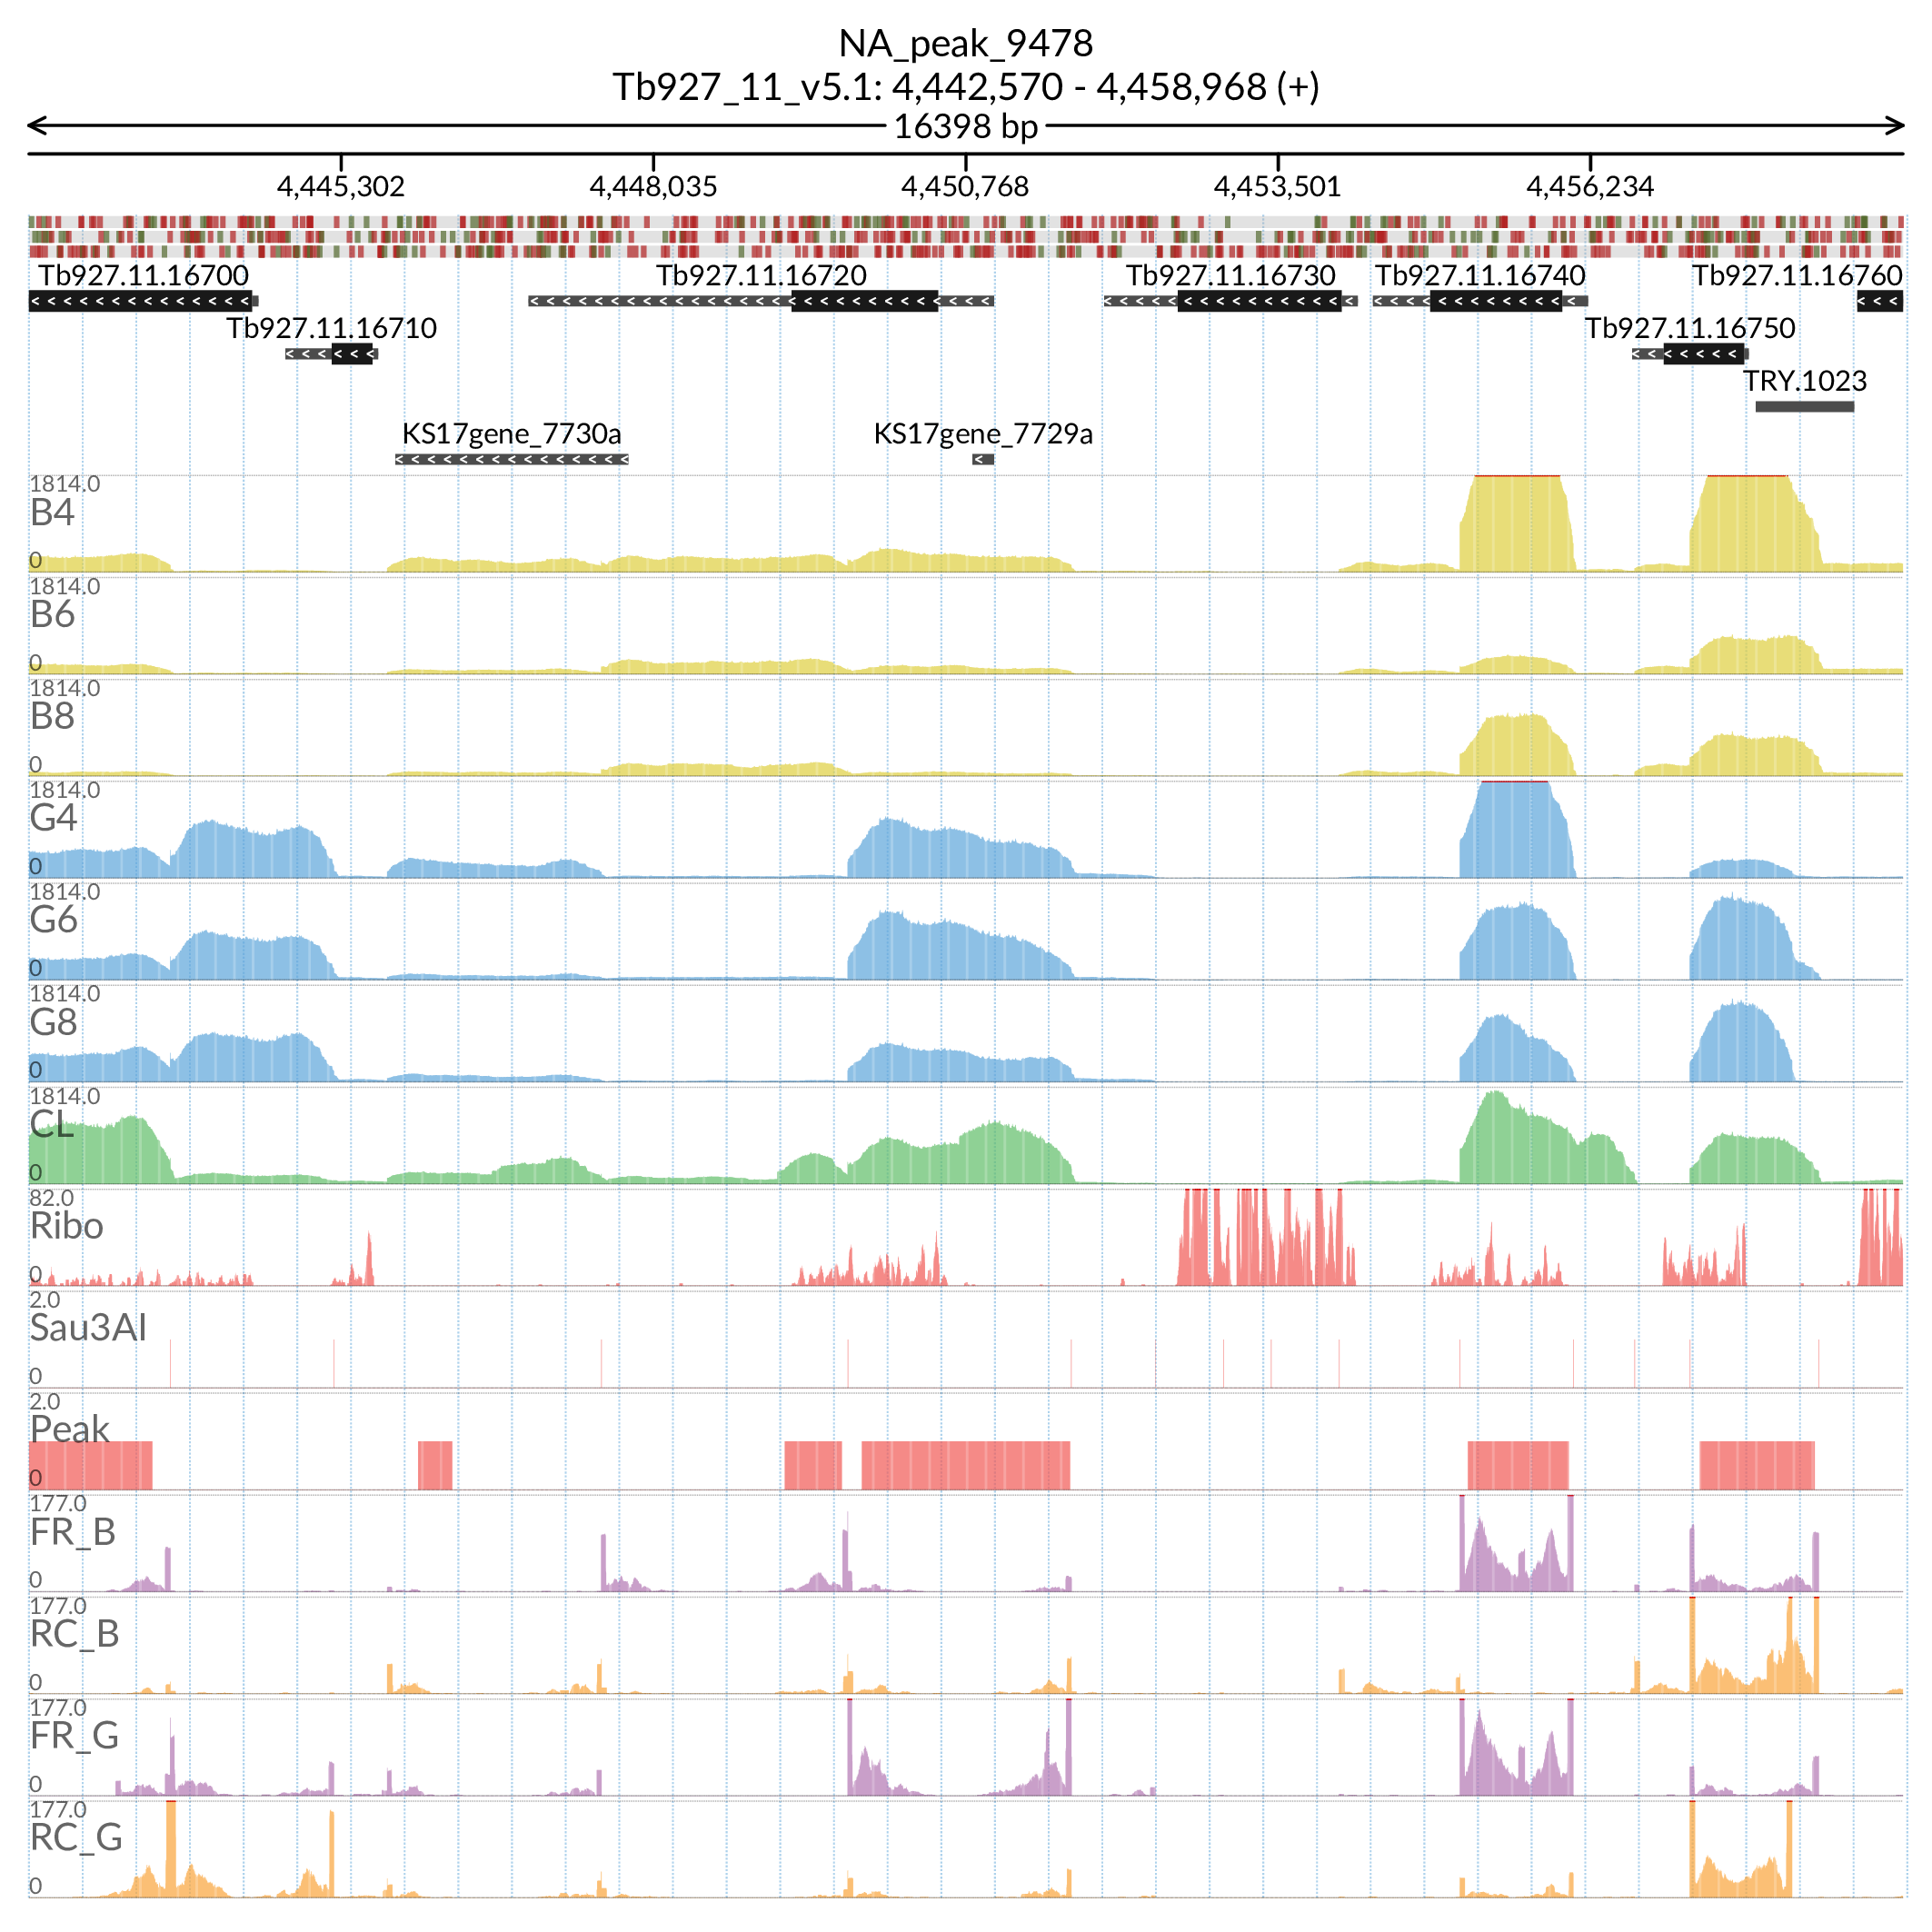 NA_peak_9478
Tb927_11_v5.1: 4,442,570 - 4,458,968 (+)
16398 bp
4,445,302 4,448,035 4,450,768 4,453,501 4,456,234
Tb927.11.16700 Tb927.11.16720 Tb927.11.16730 Tb927.11.16740 Tb927.11.16760
Tb927.11.16710 Tb927.11.16750
TRY.1023
KS17gene_7730a KS17gene_7729a
1814.0
B4
0
1814.0
B6
0
1814.0
B8
0
1814.0
G4
0
1814.0
G6
0
1814.0
G8
0
1814.0
CL
0
82.0
Ribo
0
2.0
Sau3AI
0
2.0
Peak
0
177.0
FR_B
0
177.0
RC_B
0
177.0
FR_G
0
177.0
RC_G
0